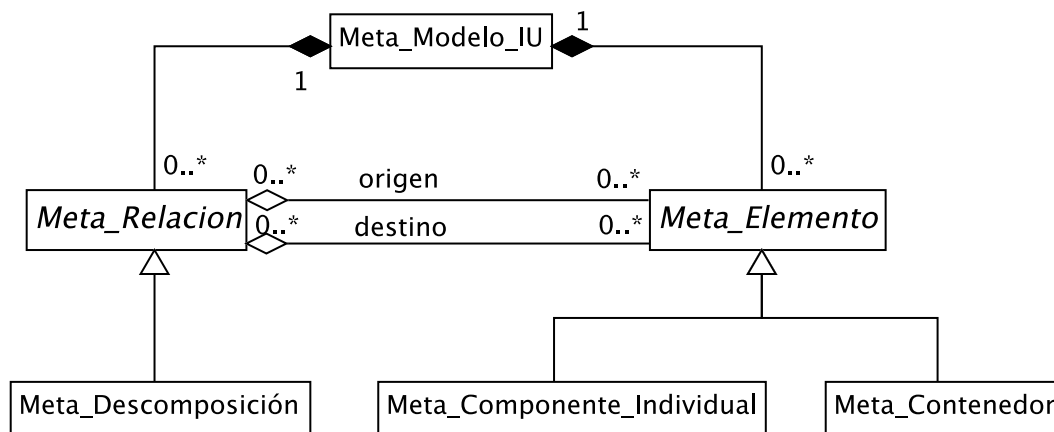 1
Meta_Modelo_IU
1
0..*
0..*
0..*
origen
0..*
Meta_Relacion
Meta_Elemento
0..*
destino
0..*
Meta_Descomposición
Meta_Componente_Individual
Meta_Contenedor